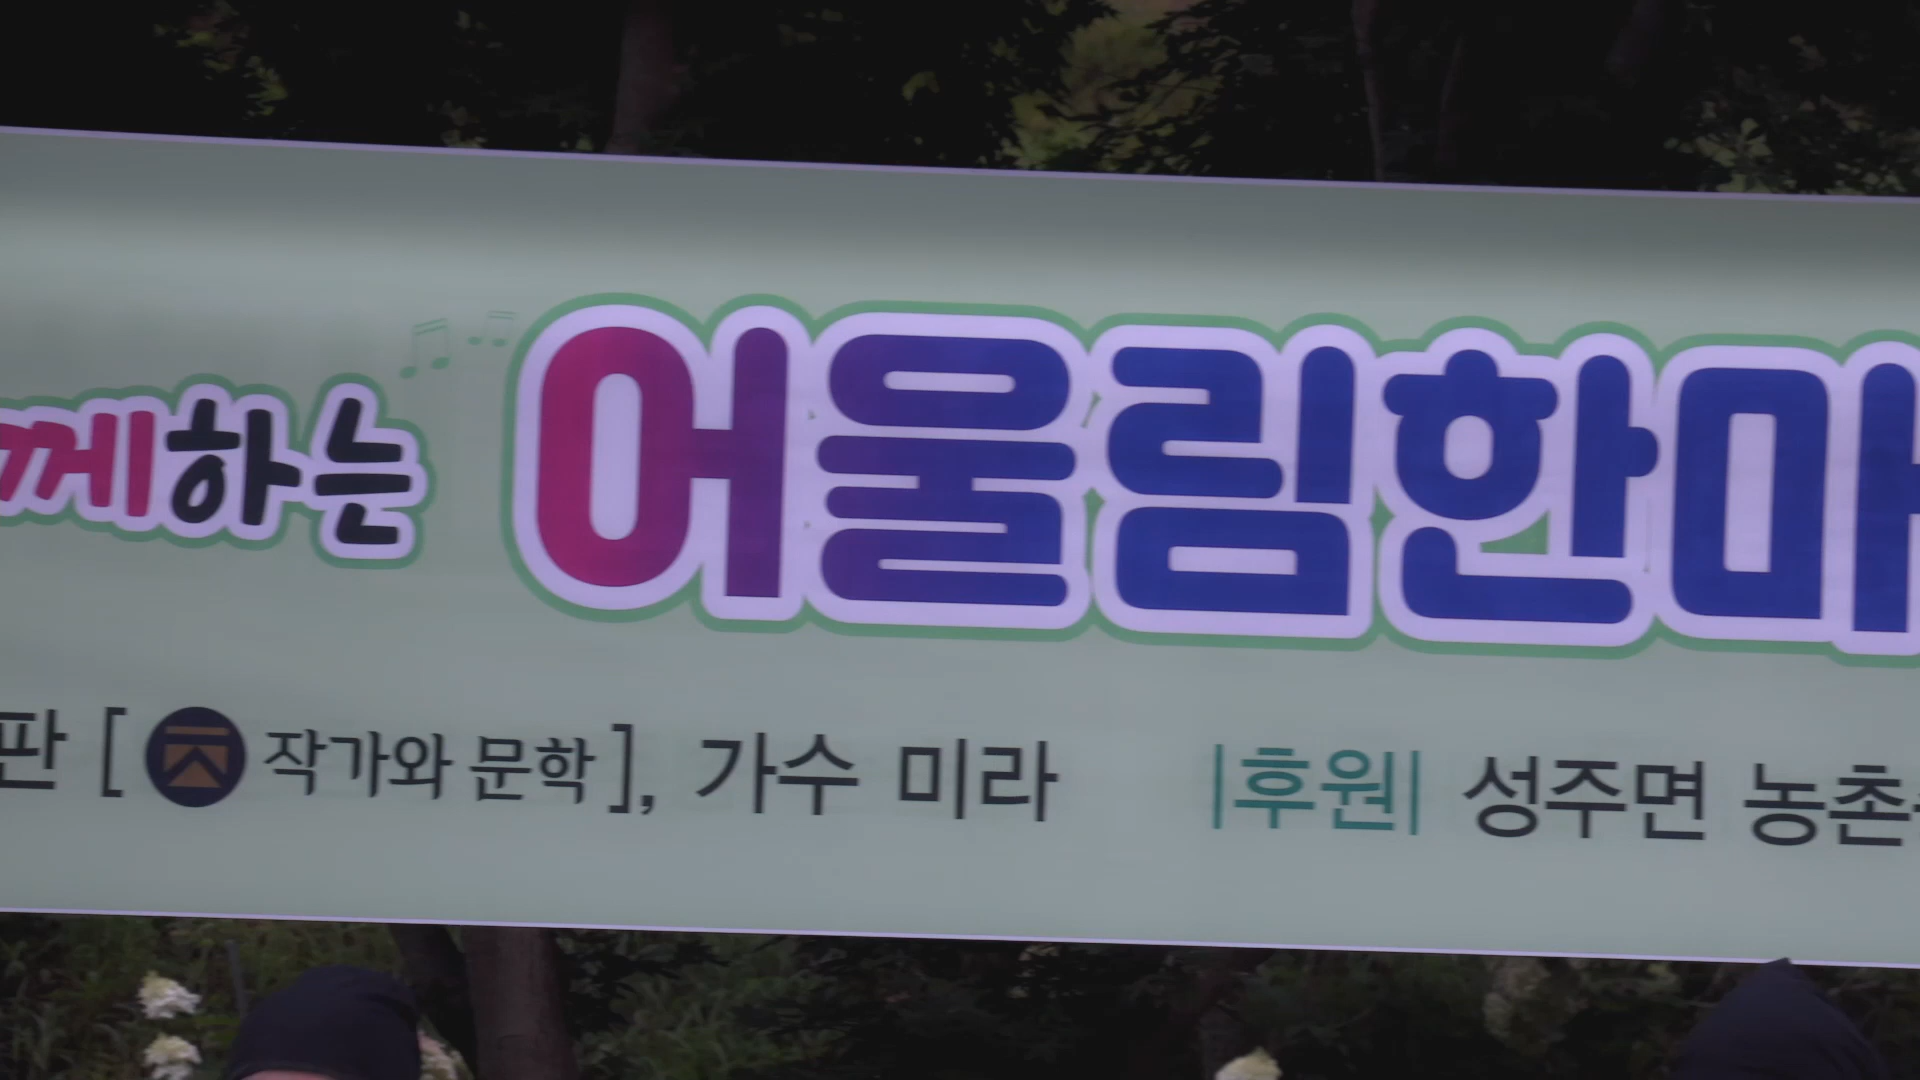 께하는 어울림한마
판 [작가와 문학], 가수 미라 |후원| 성주면 농촌